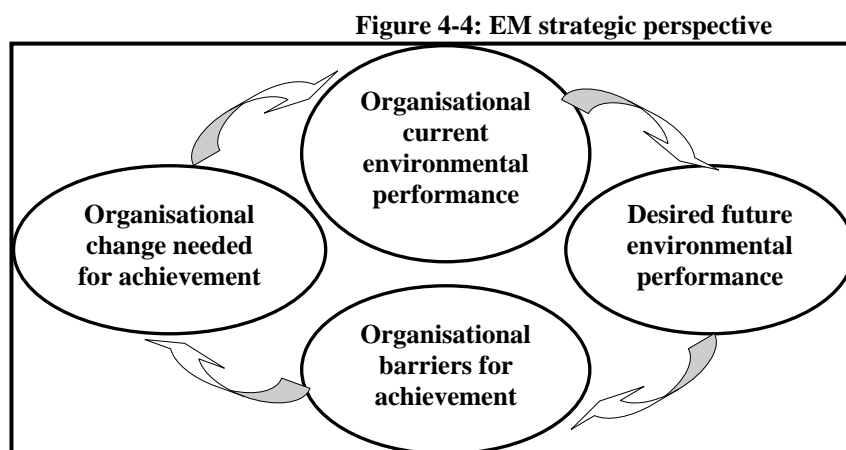 Figure 4-4: EM strategic perspective
Organisational
current
environmental
performance
Organisational
change needed
for achievement
Desired future
environmental
performance
Organisational
barriers for
achievement